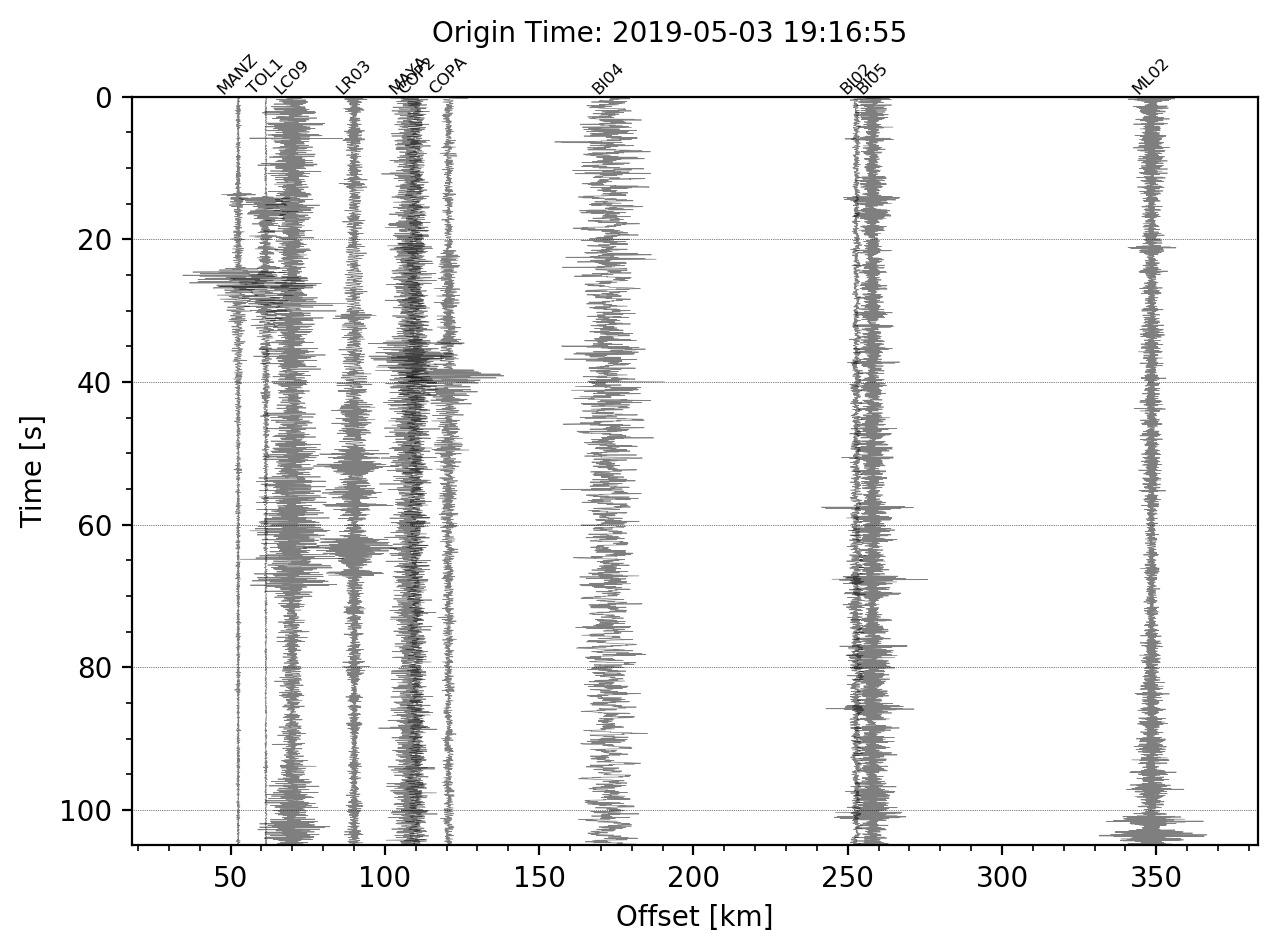 Origin Time: 2019-05-03 19:16:55
MANZ TOL1 LC09 LR03 MAYA COP2 COPA BI04 BI02 BI05 ML02
0
20
40
60
80
100
Time [s]
50 100 150 200 250 300 350
Offset [km]